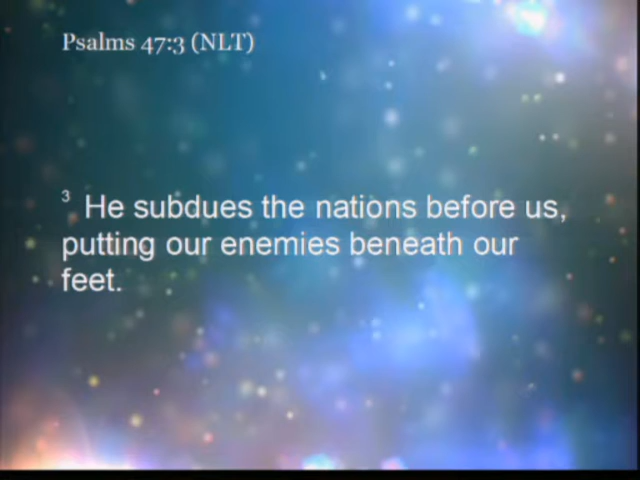 Psalms 47:3 (NLT)
3 He subdues the nations before us,
putting our enemies beneath our
feet.